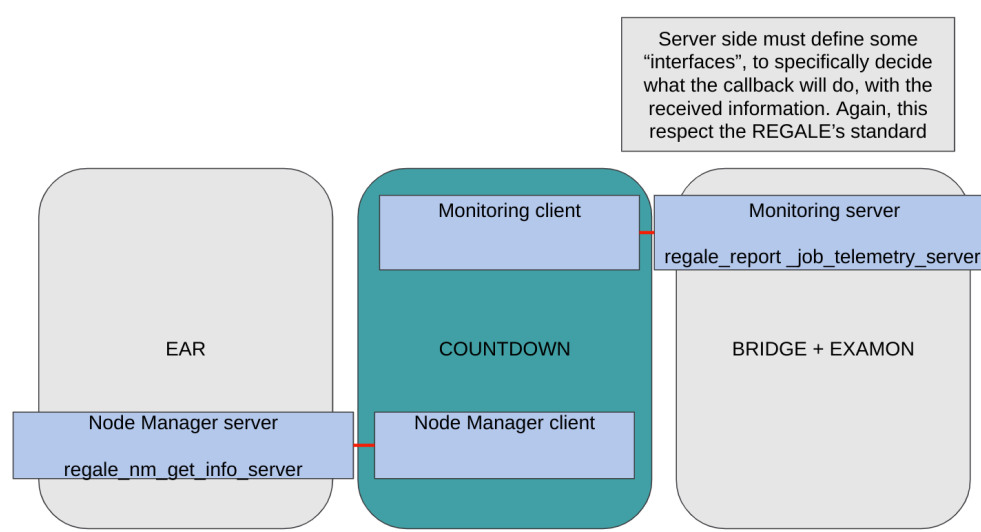 Server side must define some
“interfaces”, to specifically decide
what the callback will do, with the
received information. Again, this
respect the REGALE’s standard
Monitoring client
Monitoring server
regale_report _job_telemetry_server
EAR
COUNTDOWN
BRIDGE + EXAMON
Node Manager server
regale_nm_get_info_server
Node Manager client